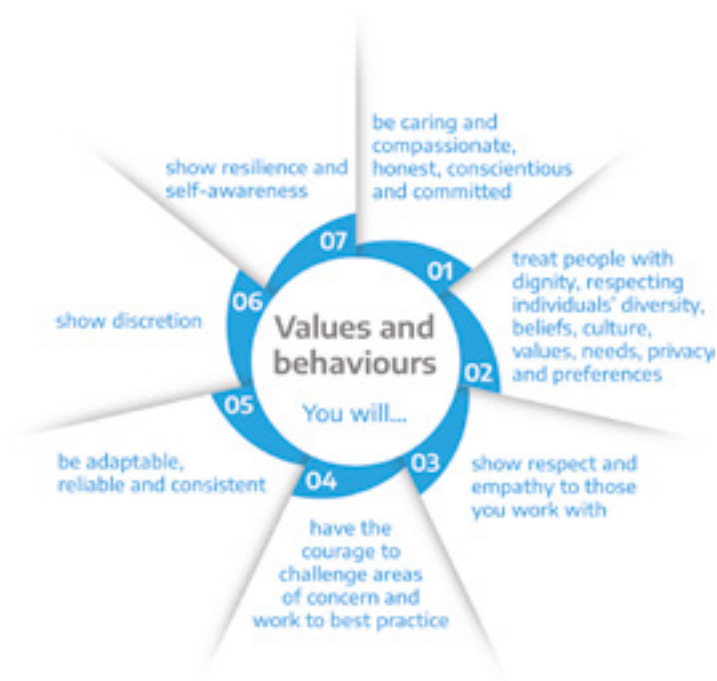 Values and
behaviours
You will...
01
be caring and
compassionate,
honest, conscientious
and committed
02
treat people with
dignity, respecting
individuals' diversity,
beliefs, culture,
values, needs, privacy
and preferences
03
show respect and
empathy to those
you work with
04
have the
courage to
challenge areas
of concern and
work to best practice
05
be adaptable,
reliable and consistent
06
show discretion
07
show resilience and
self-awareness